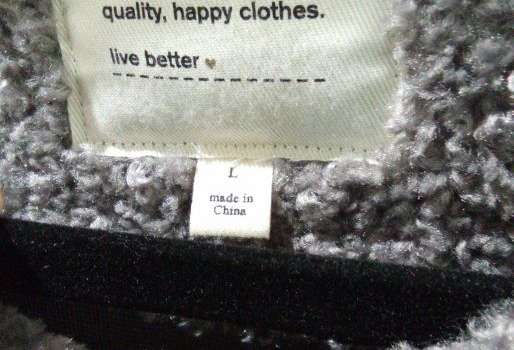 quality, happy clothes.
live better
L
made in
China